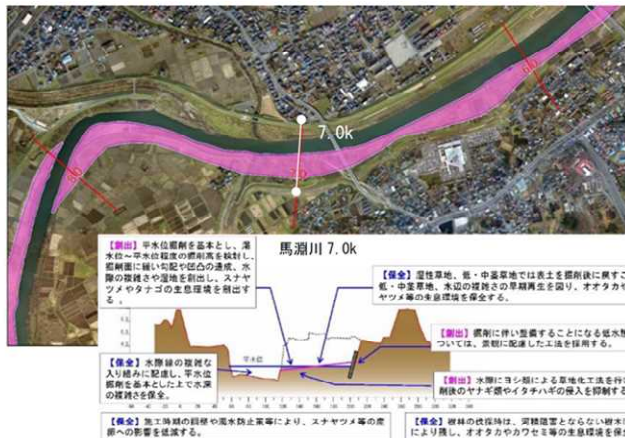 7.0k
7.0
6.0
馬淵川 7.0k
【創出】平水位掘削を基本とし、渇
水位～平水位程度の掘削高を検討し、
掘削面に緩い勾配や凹凸の造成、水
際の複雑さや湿地を創出し、スナヤ
ツメやタナゴの生息環境を創出す
る。
【保全】湿性草地、低・中茎草地では表土を掘削後に戻すこ
低・中茎草地、水辺の複雑さの早期再生を図り、オオタカや
ヤツメ等の生息環境を保全する。
【創出】掘削に伴い整備することになる低水
ついては、景観に配慮した工法を採用する。
平水位
【保全】水際線の複雑な
入り組みに配慮し、平水位
掘削を基本とした上で水深
の複雑さを保全。
【創出】水際にヨシ類による草地化工法を行
削後のヤナギ類やイタチハギの侵入を抑制する
【保全】施工時期の調整や濁水防止策等により、スナヤツメ等の産
卵への影響を低減する。
【保全】樹林の伐採時は、河積阻害とならない樹木に
により残し、オオタカやカワセミ等の生息環境を保全